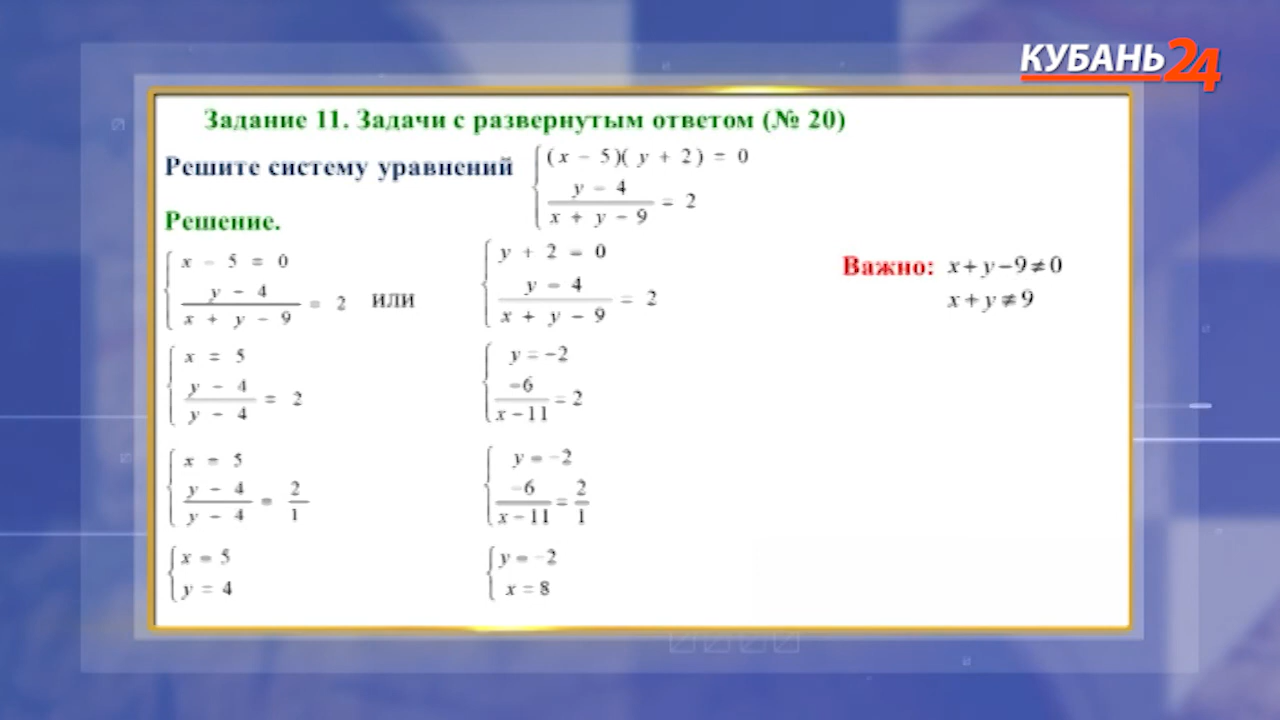 КУБАНЬ 24
Задание 11. Задачи с развернутым ответом (№ 20)
Решите систему уравнений
(x − 5)(y + 2) = 0
y − 4
x + y − 9
= 2
Решение.
x − 5 = 0
y − 4
x + y − 9
= 2
или
y + 2 = 0
y − 4
x + y − 9
= 2
Важно: x + y − 9 ≠ 0
x + y ≠ 9
x = 5
y − 4
y − 4
= 2
y = −2
−6
x − 11
= 2
x = 5
y − 4
y − 4
=
2
1
y = −2
−6
x − 11
=
2
1
x = 5
y = 4
y = −2
x = 8